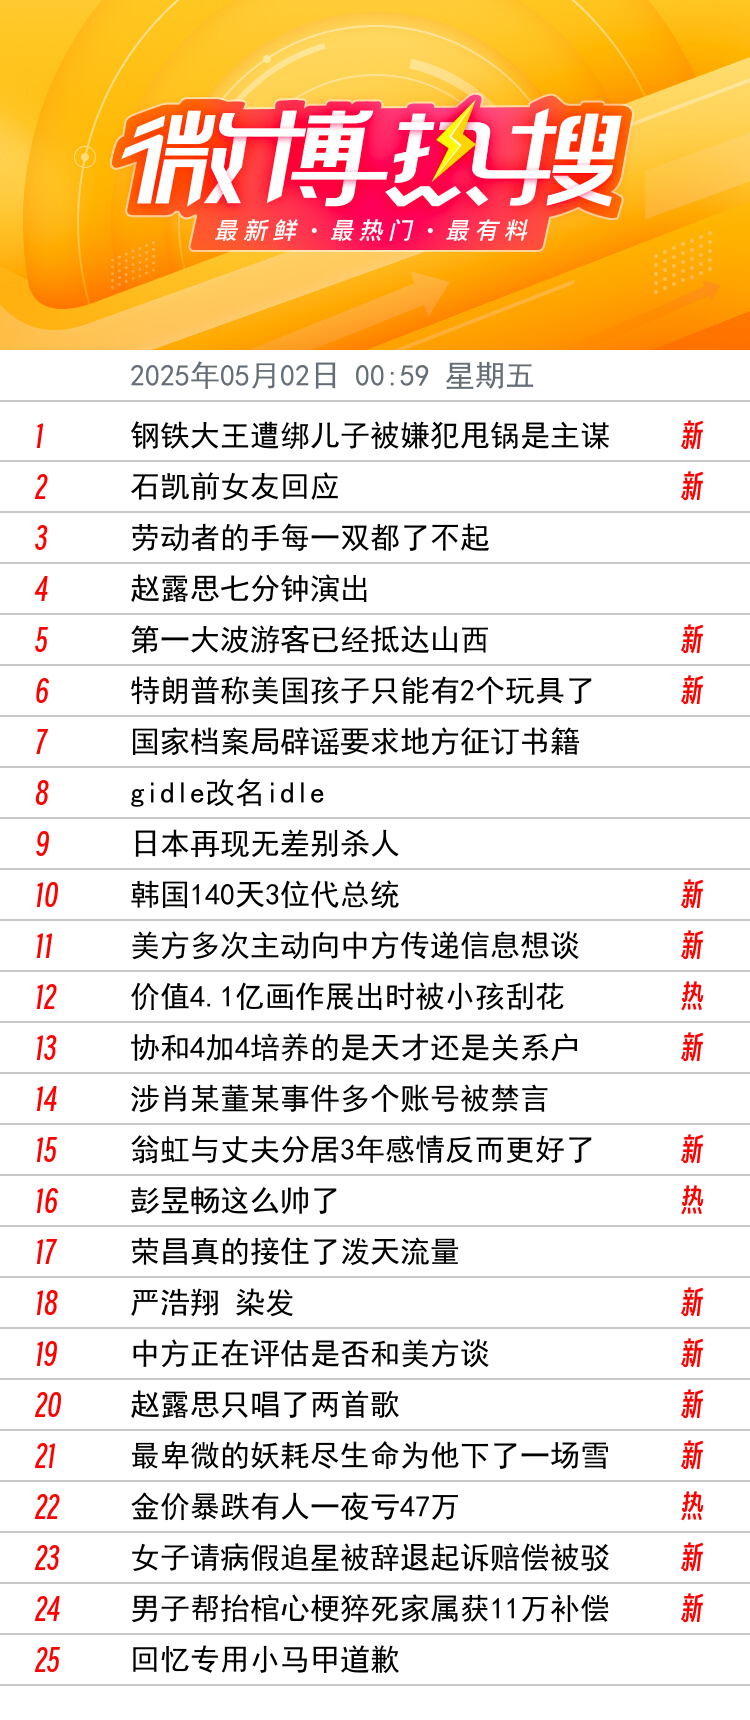 微博热搜
最新鲜·最热门·最有料
2025年05月02日 00:59 星期五
1 钢铁大王遭绑儿子被嫌犯甩锅是主谋 新
2 石凯前女友回应 新
3 劳动者的手每一双都了不起
4 赵露思七分钟演出
5 第一大波游客已经抵达山西 新
6 特朗普称美国孩子只能有2个玩具了 新
7 国家档案局辟谣要求地方征订书籍
8 gidle改名idle
9 日本再现无差别杀人
10 韩国140天3位代总统 新
11 美方多次主动向中方传递信息想谈 新
12 价值4.1亿画作展出时被小孩刮花 热
13 协和4加4培养的是天才还是关系户 新
14 涉肖某董某事件多个账号被禁言
15 翁虹与丈夫分居3年感情反而更好了 新
16 彭昱畅这么帅了 热
17 荣昌真的接住了泼天流量
18 严浩翔 染发 新
19 中方正在评估是否和美方谈 新
20 赵露思只唱了两首歌 新
21 最卑微的妖耗尽生命为他下了一场雪 新
22 金价暴跌有人一夜亏47万 热
23 女子请病假追星被辞退起诉赔偿被驳 新
24 男子帮抬棺心梗猝死家属获11万补偿 新
25 回忆专用小马甲道歉